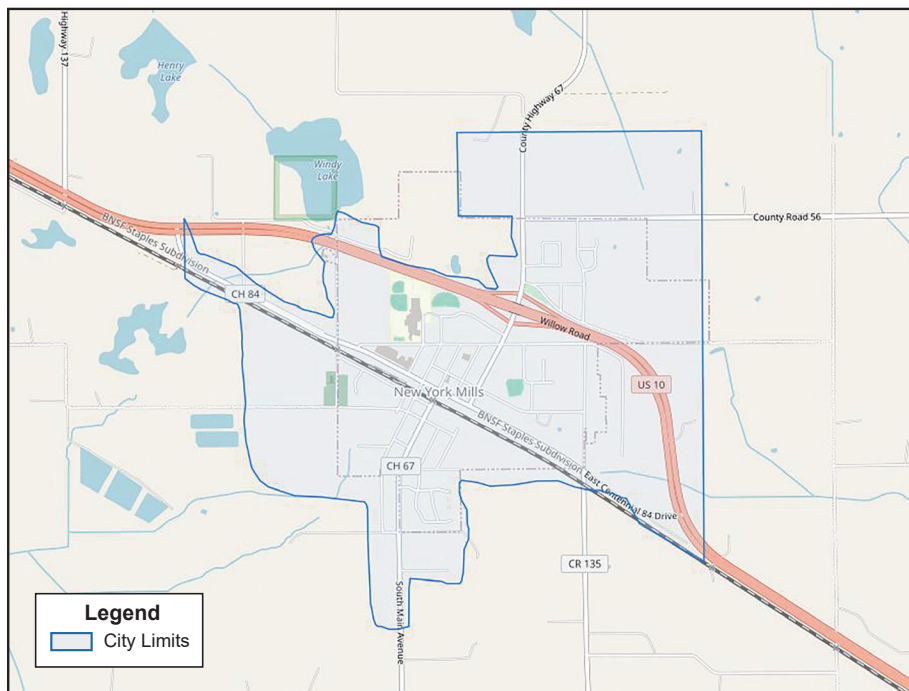 Highway 137
Henry
Lake
County Highway 67
Windy
Lake
County Road 56
BNSF Staples Subdivision
CH 84
Willow Road
US 10
New York Mills
BNSF Staples Subdivision
East Centennial 84 Drive
CH 67
CR 135
South Main Avenue
Legend
City Limits